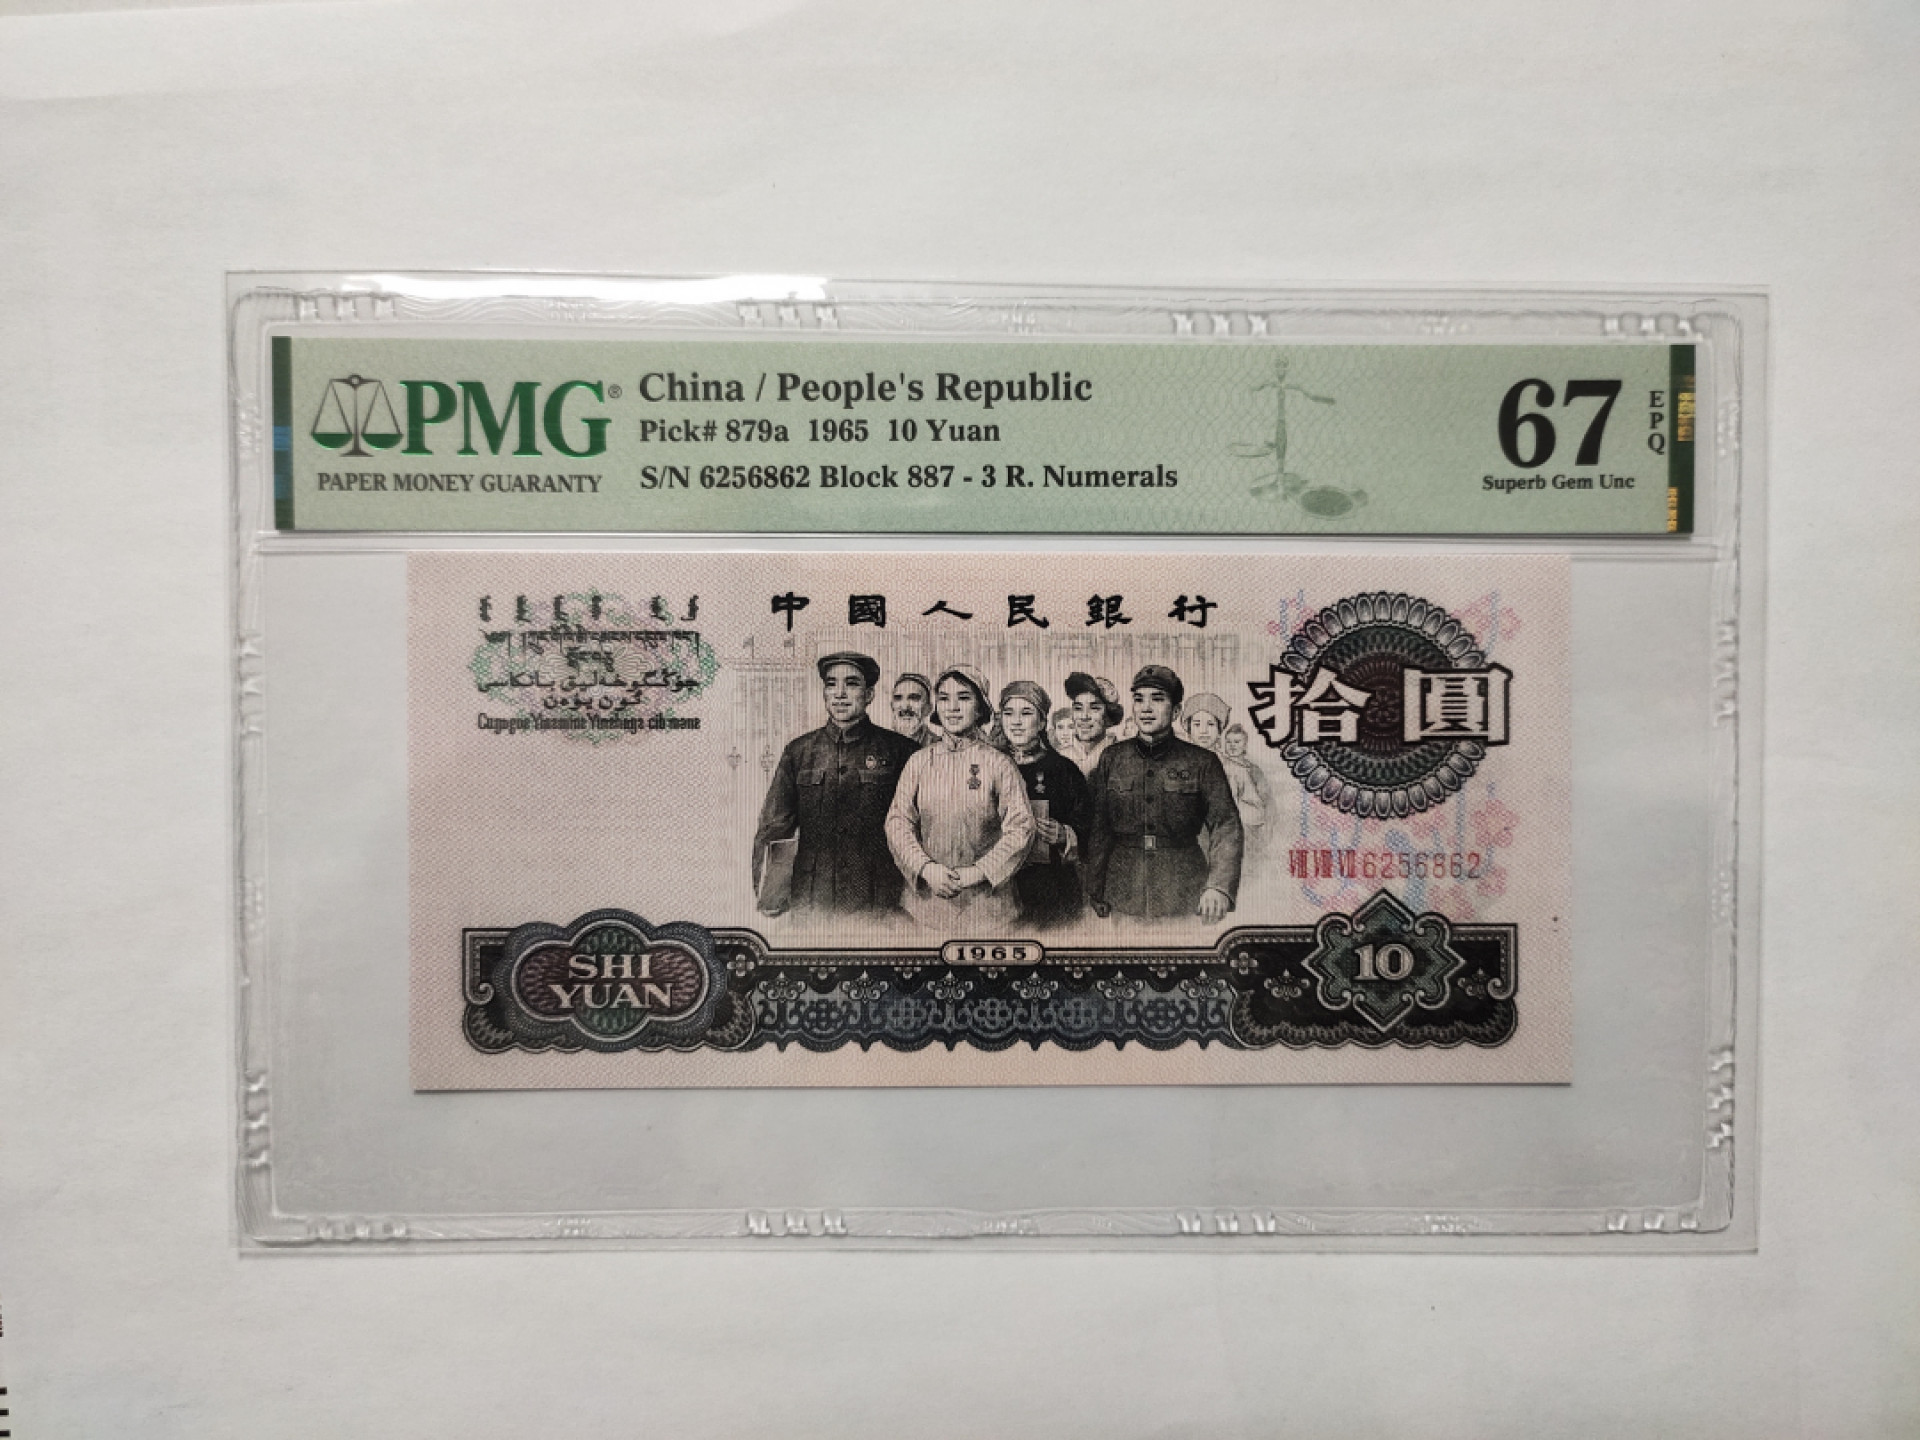 PMG®
PAPER MONEY GUARANTY
China / People's Republic
Pick# 879a 1965 10 Yuan
S/N 6256862 Block 887 - 3 R. Numerals
67
EPQ
Superb Gem Unc
中國人民銀行
拾圓
VIII VIII VII 6256862
1965
SHI
YUAN
10